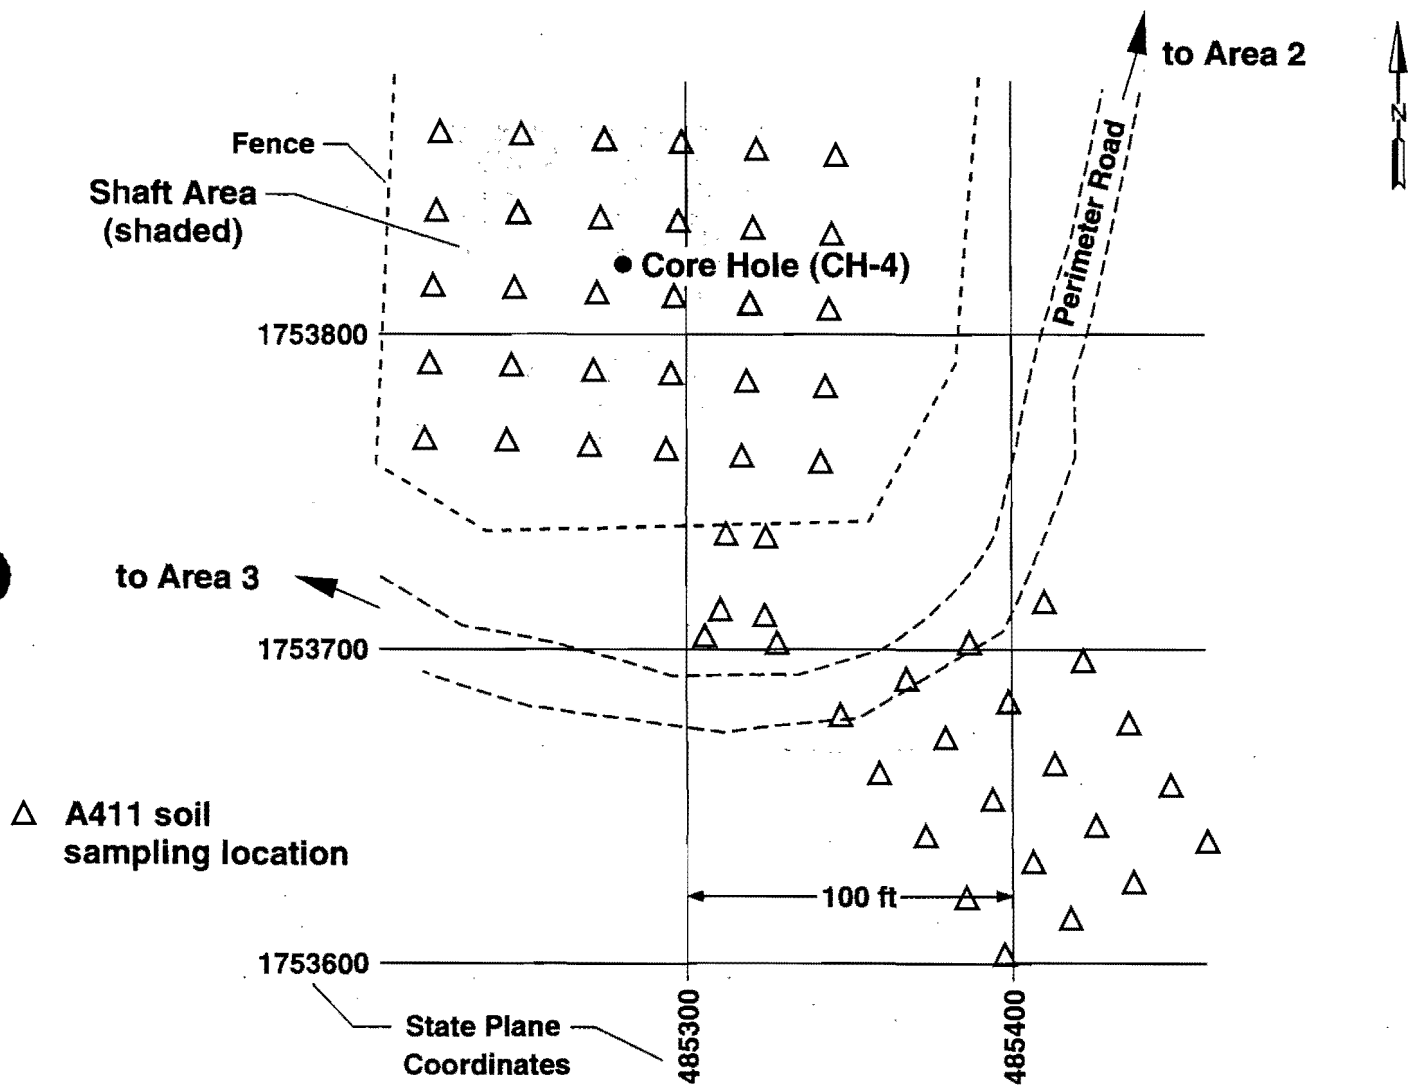 to Area 2
N
Fence
Perimeter Road
Shaft Area
(shaded)
Core Hole (CH-4)
1753800
to Area 3
1753700
A411 soil
sampling location
100 ft
1753600
485300
485400
State Plane
Coordinates